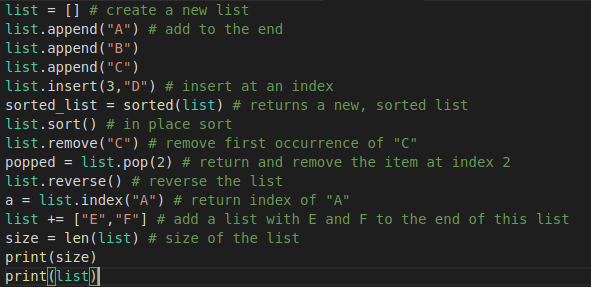 list = [] # create a new list
list.append("A") # add to the end
list.append("B")
list.append("C")
list.insert(3,"D") # insert at an index
sorted_list = sorted(list) # returns a new, sorted list
list.sort() # in place sort
list.remove("C") # remove first occurrence of "C"
popped = list.pop(2) # return and remove the item at index 2
list.reverse() # reverse the list
a = list.index("A") # return index of "A"
list += ["E","F"] # add a list with E and F to the end of this list
size = len(list) # size of the list
print(size)
print(list)